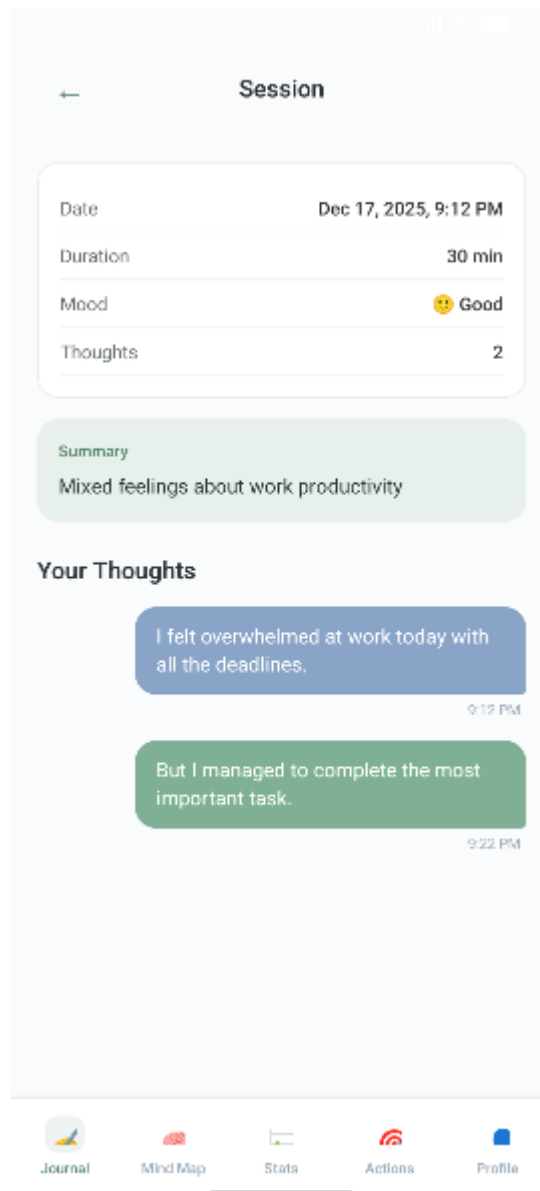 Session
Date Dec 17, 2025, 9:12 PM
Duration 30 min
Mood 🙂 Good
Thoughts 2
Summary
Mixed feelings about work productivity
Your Thoughts
I felt overwhelmed at work today with
all the deadlines.
9:12 PM
But I managed to complete the most
important task.
9:22 PM
Journal Mind Map Stats Actions Profile